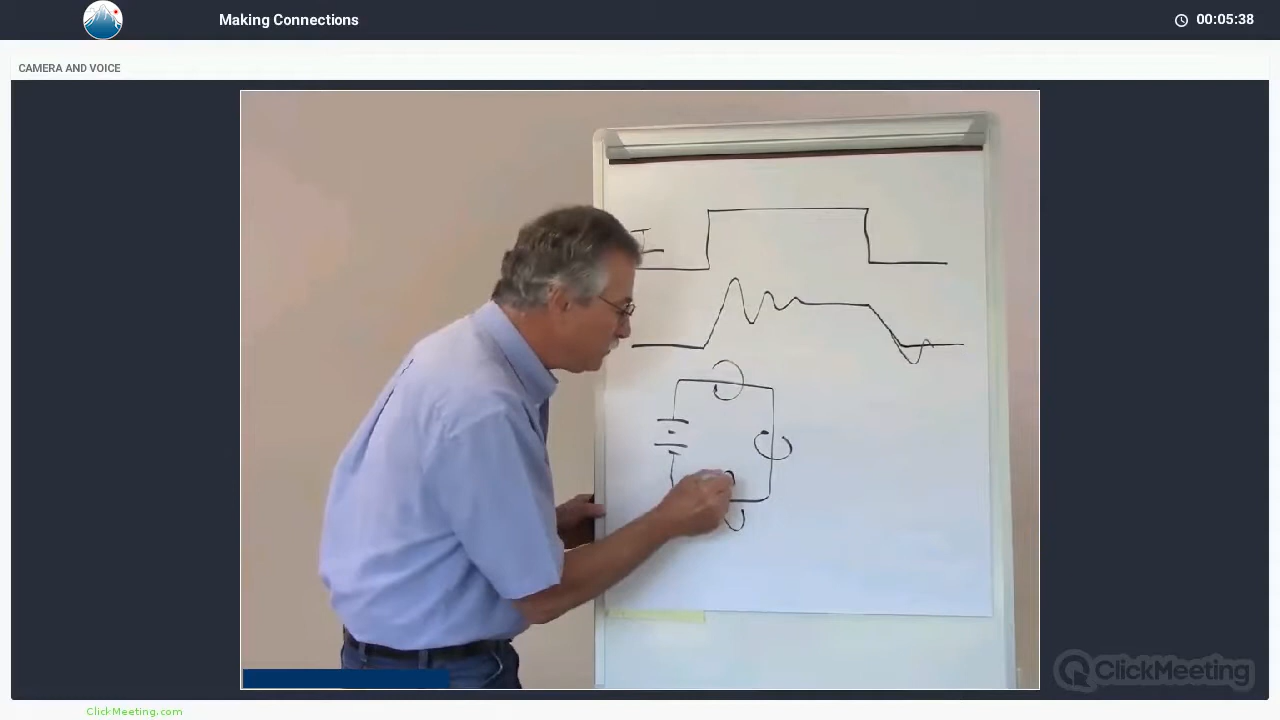 Making Connections
00:05:38
CAMERA AND VOICE
ClickMeeting
ClickMeeting.com